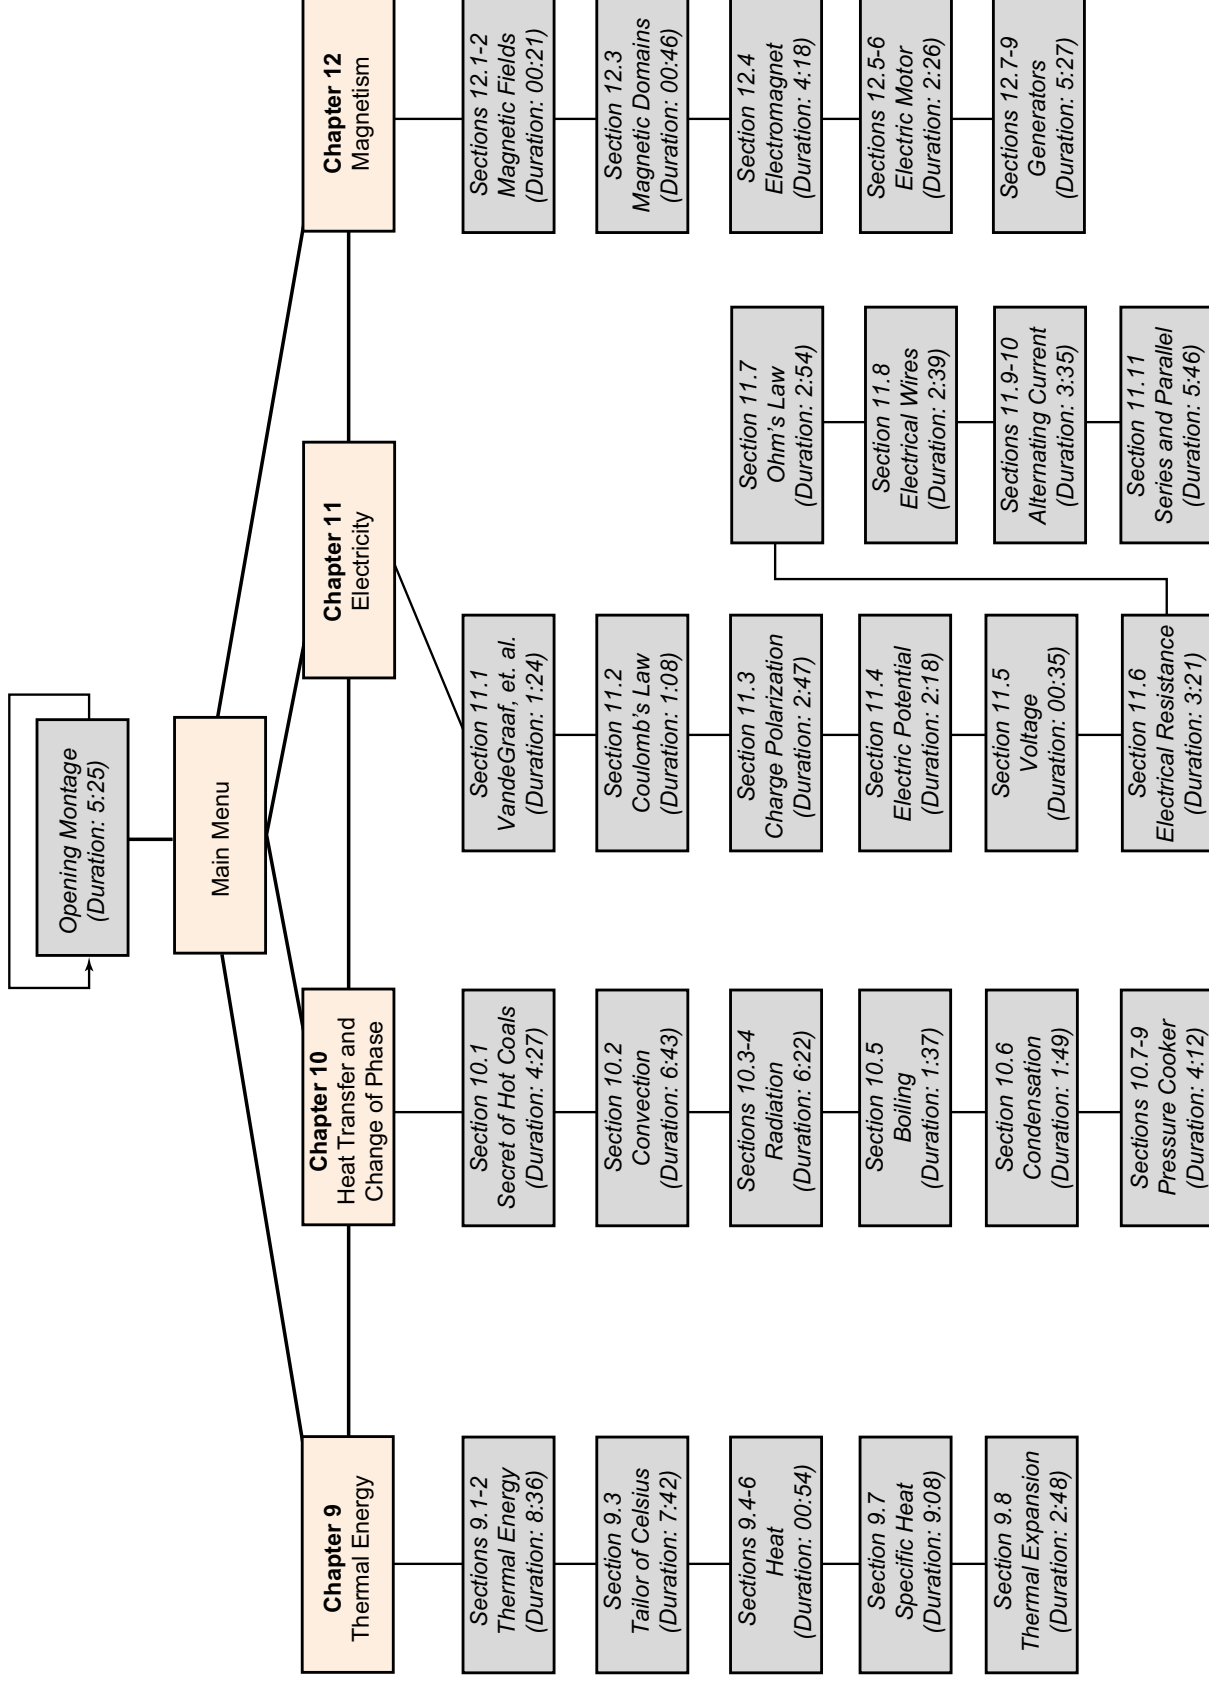 Opening Montage
(Duration: 5:25)
Main Menu
Chapter 9
Thermal Energy
Sections 9.1-2
Thermal Energy
(Duration: 8:36)
Section 9.3
Tailor of Celsius
(Duration: 7:42)
Sections 9.4-6
Heat
(Duration: 00:54)
Section 9.7
Specific Heat
(Duration: 9:08)
Section 9.8
Thermal Expansion
(Duration: 2:48)
Chapter 10
Heat Transfer and
Change of Phase
Section 10.1
Secret of Hot Coals
(Duration: 4:27)
Section 10.2
Convection
(Duration: 6:43)
Sections 10.3-4
Radiation
(Duration: 6:22)
Section 10.5
Boiling
(Duration: 1:37)
Section 10.6
Condensation
(Duration: 1:49)
Sections 10.7-9
Pressure Cooker
(Duration: 4:12)
Chapter 11
Electricity
Section 11.1
VandeGraaf, et. al.
(Duration: 1:24)
Section 11.2
Coulomb's Law
(Duration: 1:08)
Section 11.3
Charge Polarization
(Duration: 2:47)
Section 11.4
Electric Potential
(Duration: 2:18)
Section 11.5
Voltage
(Duration: 00:35)
Section 11.6
Electrical Resistance
(Duration: 3:21)
Section 11.7
Ohm's Law
(Duration: 2:54)
Section 11.8
Electrical Wires
(Duration: 2:39)
Sections 11.9-10
Alternating Current
(Duration: 3:35)
Section 11.11
Series and Parallel
(Duration: 5:46)
Chapter 12
Magnetism
Sections 12.1-2
Magnetic Fields
(Duration: 00:21)
Section 12.3
Magnetic Domains
(Duration: 00:46)
Section 12.4
Electromagnet
(Duration: 4:18)
Sections 12.5-6
Electric Motor
(Duration: 2:26)
Sections 12.7-9
Generators
(Duration: 5:27)